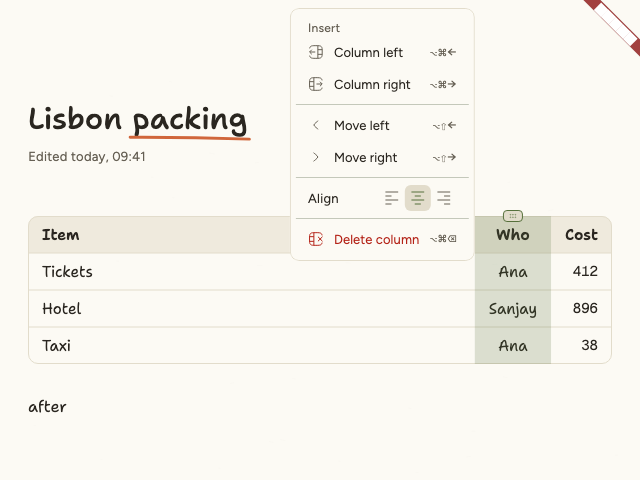 Insert
Column left ⌥⌘←
Column right ⌥⌘→
Lisbon packing
Move left ⌥⇧←
Edited today, 09:41
Move right ⌥⇧→
Align
Item Who Cost
Delete column ⌥⌘⌫
Tickets Ana 412
Hotel Sanjay 896
Taxi Ana 38
after